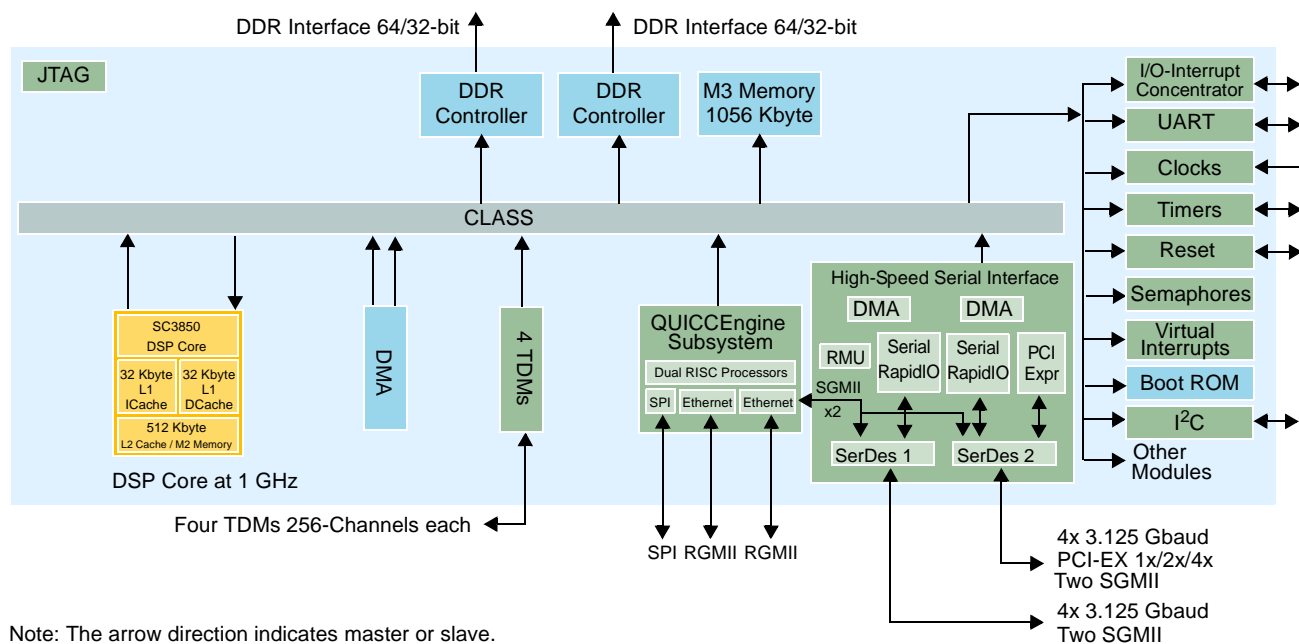 DDR Interface 64/32-bit
DDR Interface 64/32-bit
JTAG
DDR
Controller
DDR
Controller
M3 Memory
1056 Kbyte
I/O-Interrupt
Concentrator
UART
Clocks
Timers
Reset
Semaphores
Virtual
Interrupts
Boot ROM
I²C
Other
Modules
CLASS
SC3850
DSP Core
32 Kbyte
L1
ICache
32 Kbyte
L1
DCache
512 Kbyte
L2 Cache / M2 Memory
DSP Core at 1 GHz
DMA
4 TDMs
Four TDMs 256-Channels each
QUICCEngine
Subsystem
Dual RISC Processors
SPI
Ethernet
Ethernet
SPI
RGMII
RGMII
High-Speed Serial Interface
DMA
DMA
RMU
Serial
RapidIO
Serial
RapidIO
PCI
Expr
SGMII
x2
SerDes 1
SerDes 2
4x 3.125 Gbaud
PCI-EX 1x/2x/4x
Two SGMII
4x 3.125 Gbaud
Two SGMII
Note: The arrow direction indicates master or slave.